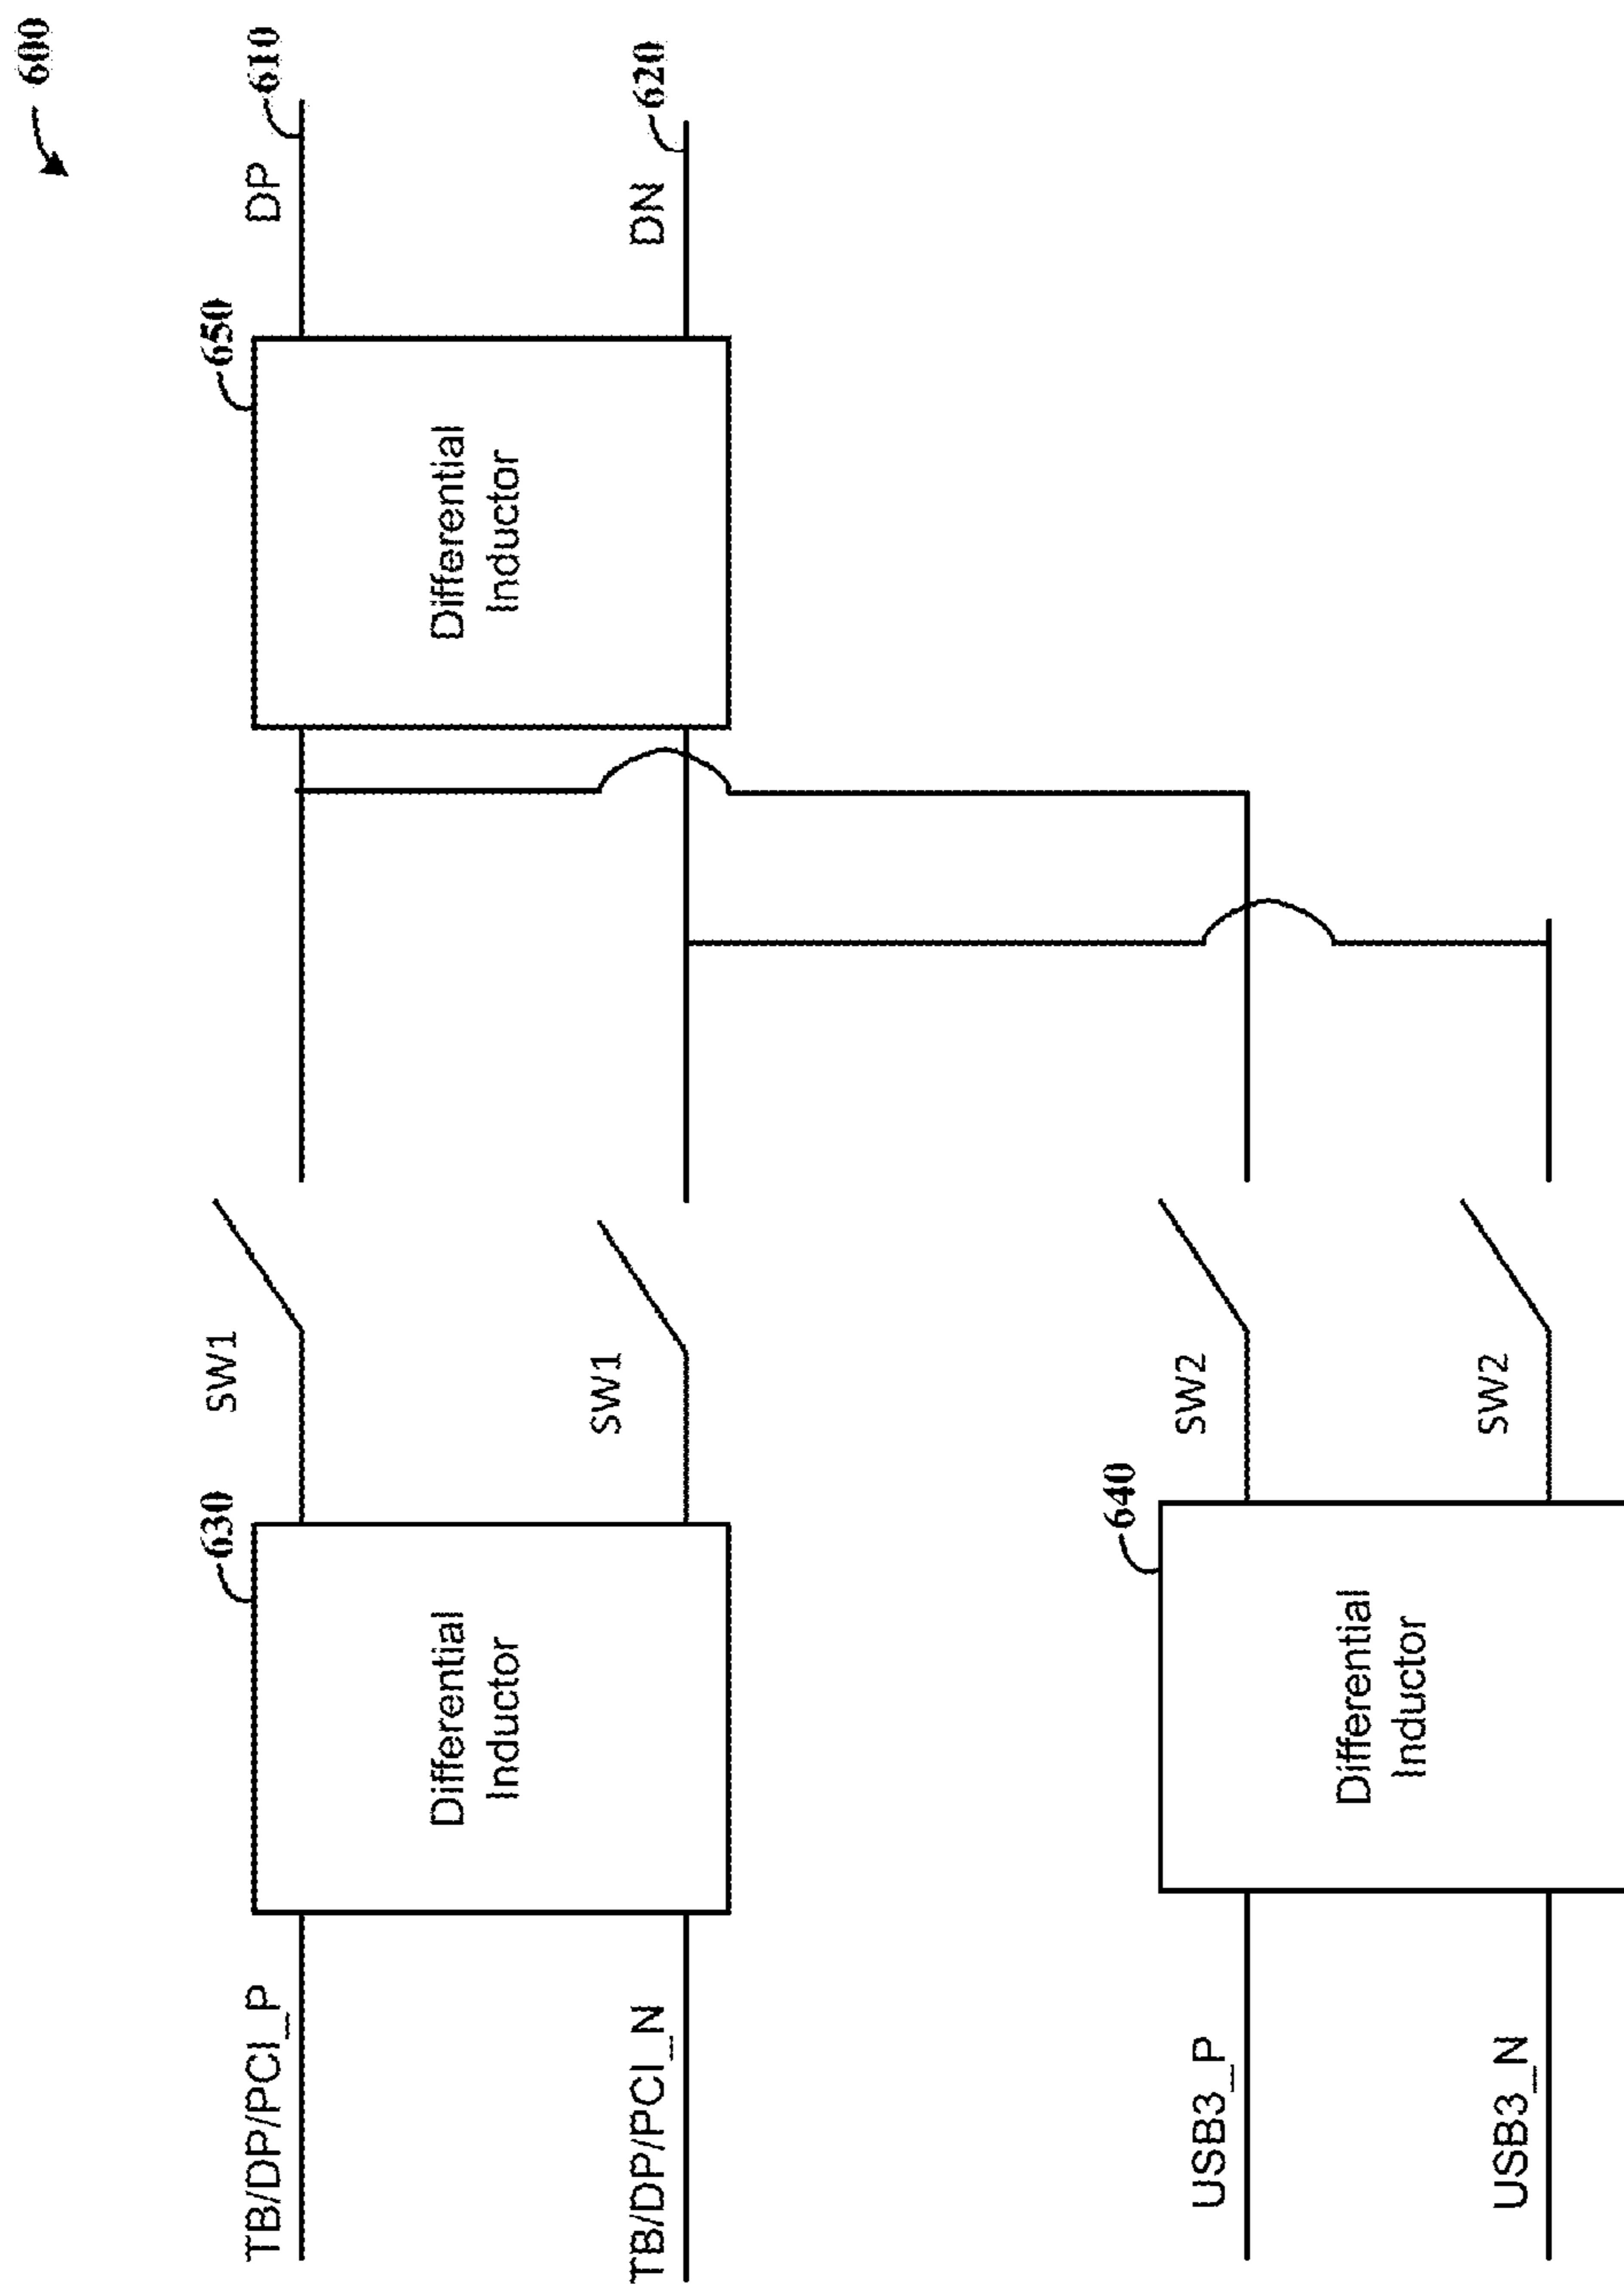 600
TB/DP/PCI_P
630
SW1
650
DP
610
Differential
Inductor
Differential
Inductor
TB/DP/PCI_N
SW1
DN
620
USB3_P
640
SW2
Differential
Inductor
USB3_N
SW2